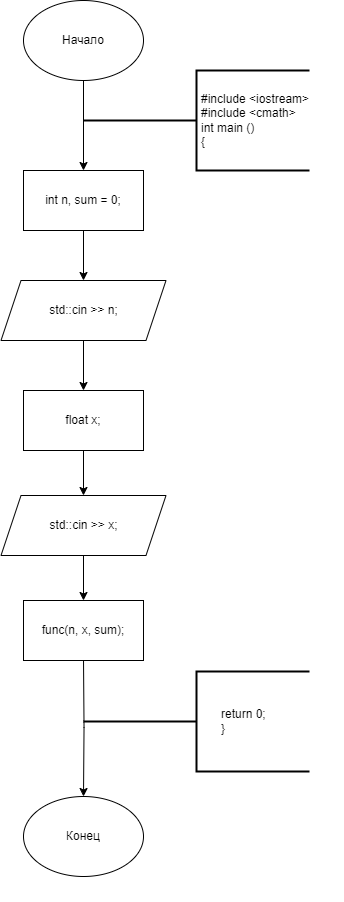 Начало
#include <iostream>
#include <cmath>
int main ()
{
int n, sum = 0;
std::cin >> n;
float x;
std::cin >> x;
func(n, x, sum);
return 0;
}
Конец